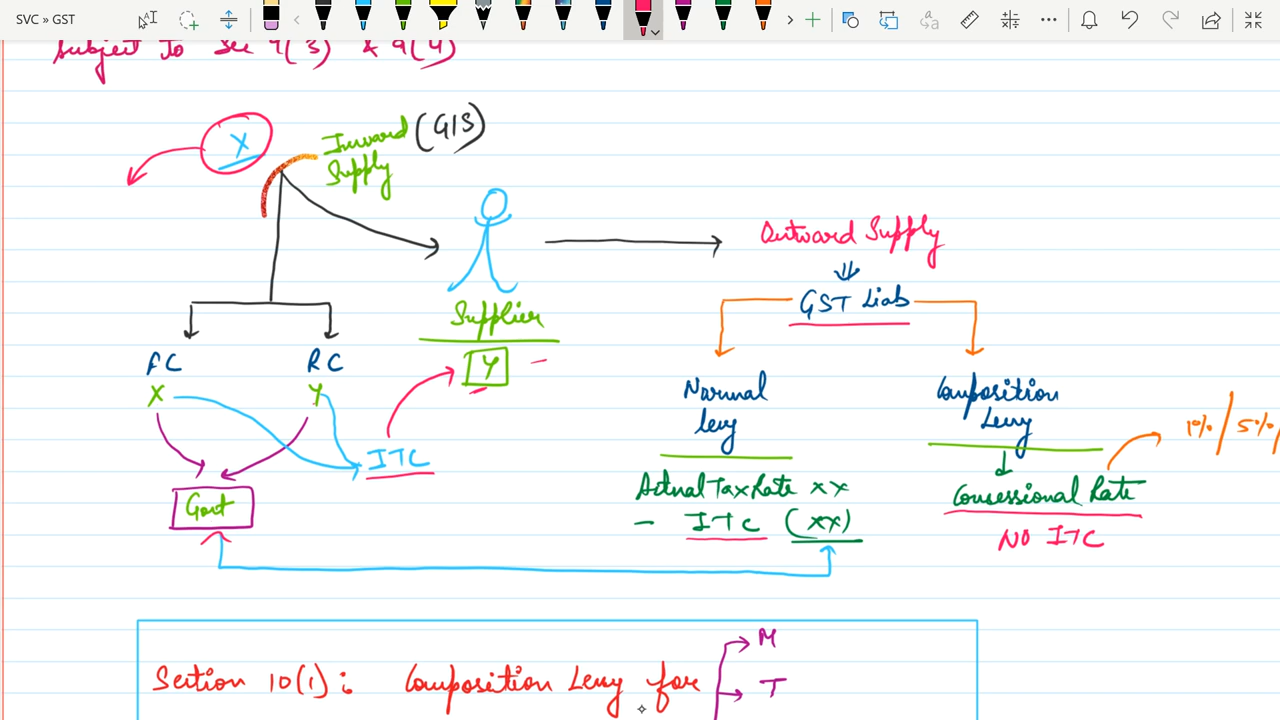 SVC » GST
Subject to Sec 9(3) & 9(4)
X
Inward (G/S)
Supply
Outward Supply
GST Liab
Supplier
Y
FC
RC
X
Y
ITC
Govt
Normal
levy
Composition
Levy
1% / 5%/
Actual Tax Rate xx
- ITC (xx)
Consessional Rate
NO ITC
Section 10(1): Composition Levy for
M
T